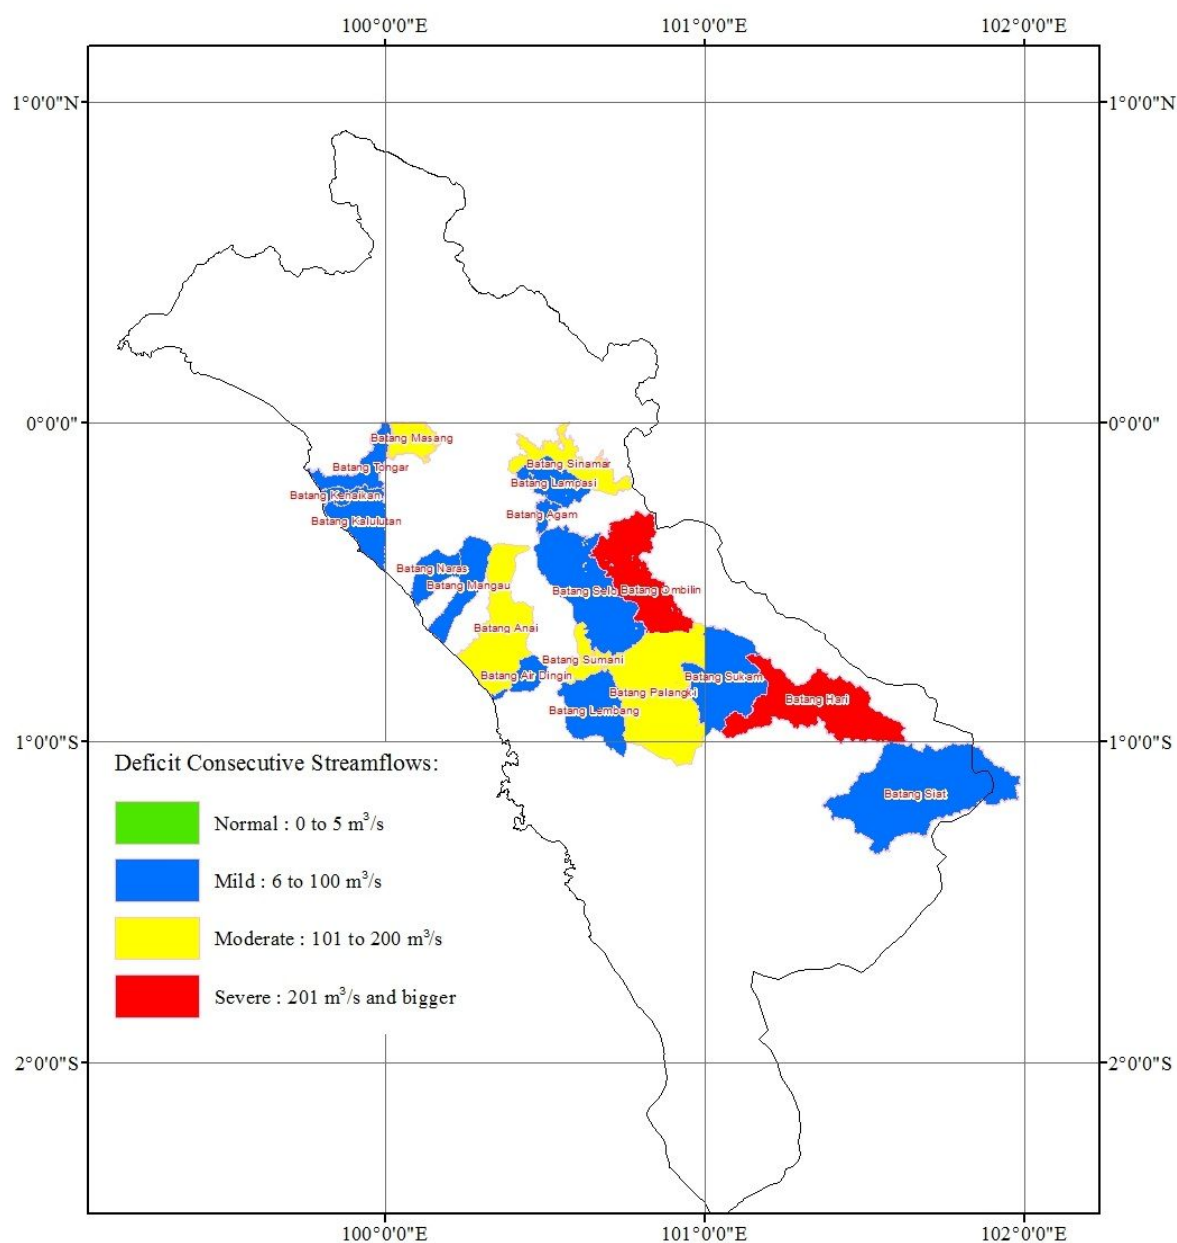 100°0'0"E 101°0'0"E 102°0'0"E
1°0'0"N 1°0'0"N
0°0'0" 0°0'0"
Batang Masang
Batang Sinamar
Batang Tongar
Batang Lampasi
Batang Kenaikan
Batang Agam
Batang Kalulutan
Batang Naras
Batang Mangau
Batang Selo
Batang Ombilin
Batang Anai
Batang Sumani
Batang Air Dingin
Batang Sukam
Batang Palangki
Batang Hari
Batang Lembang
1°0'0"S 1°0'0"S
Deficit Consecutive Streamflows:
Batang Siat
Normal : 0 to 5 m³/s
Mild : 6 to 100 m³/s
Moderate : 101 to 200 m³/s
Severe : 201 m³/s and bigger
2°0'0"S 2°0'0"S
100°0'0"E 101°0'0"E 102°0'0"E